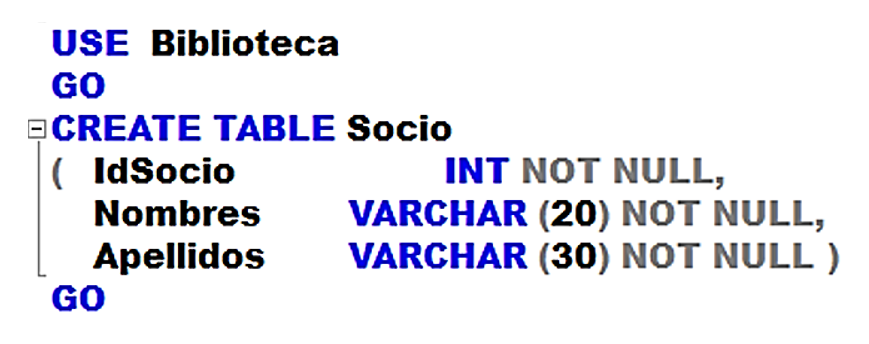 USE Biblioteca
GO
CREATE TABLE Socio
( IdSocio INT NOT NULL,
Nombres VARCHAR (20) NOT NULL,
Apellidos VARCHAR (30) NOT NULL )
GO